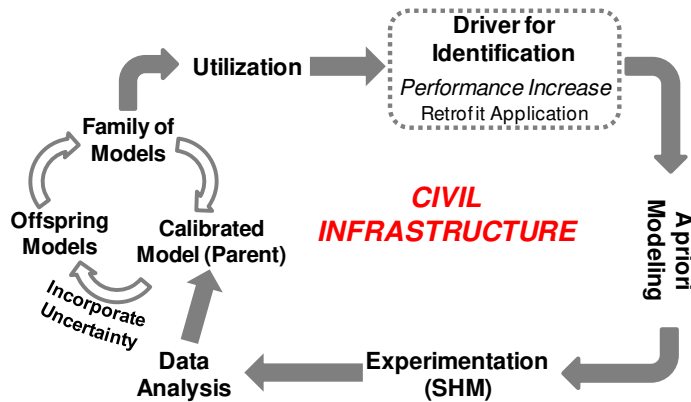 Driver for
Identification
Performance Increase
Retrofit Application
Utilization
Family of
Models
Offspring
Models
Calibrated
Model (Parent)
Incorporate
Uncertainty
CIVIL
INFRASTRUCTURE
A priori
Modeling
Data
Analysis
Experimentation
(SHM)